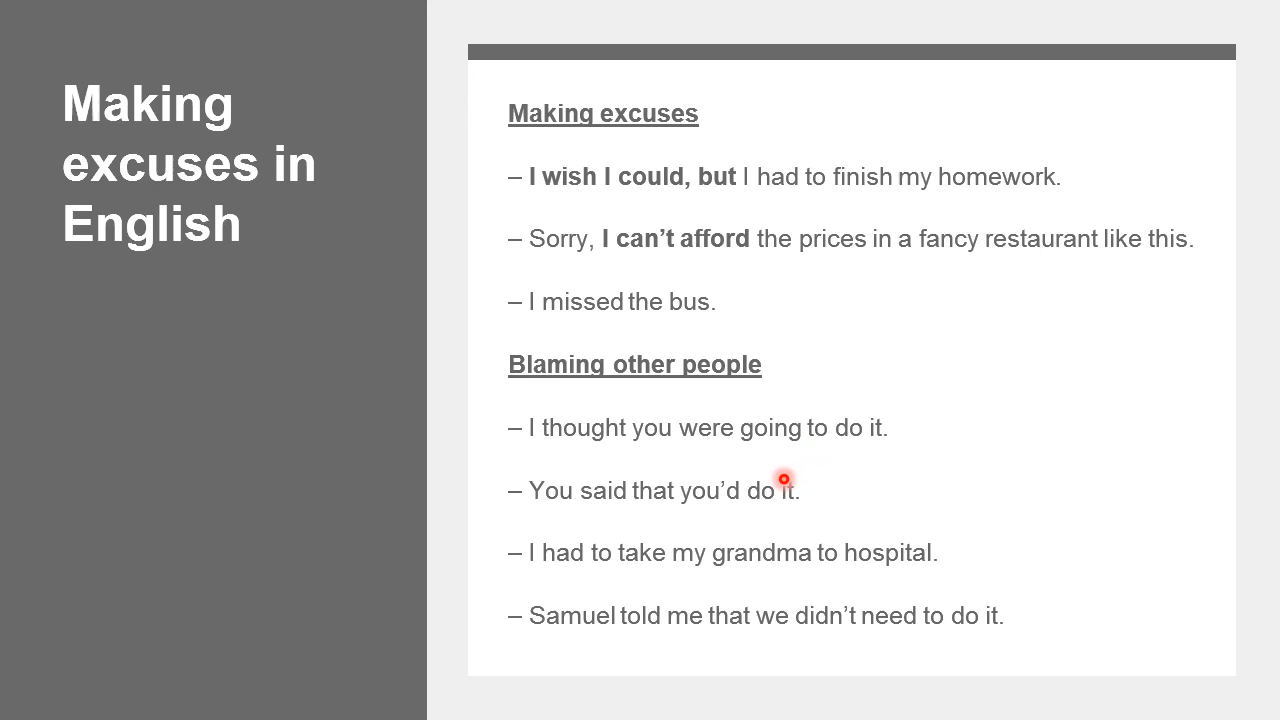 Making
excuses in
English
Making excuses
– I wish I could, but I had to finish my homework.
– Sorry, I can’t afford the prices in a fancy restaurant like this.
– I missed the bus.
Blaming other people
– I thought you were going to do it.
– You said that you’d do it.
– I had to take my grandma to hospital.
– Samuel told me that we didn’t need to do it.